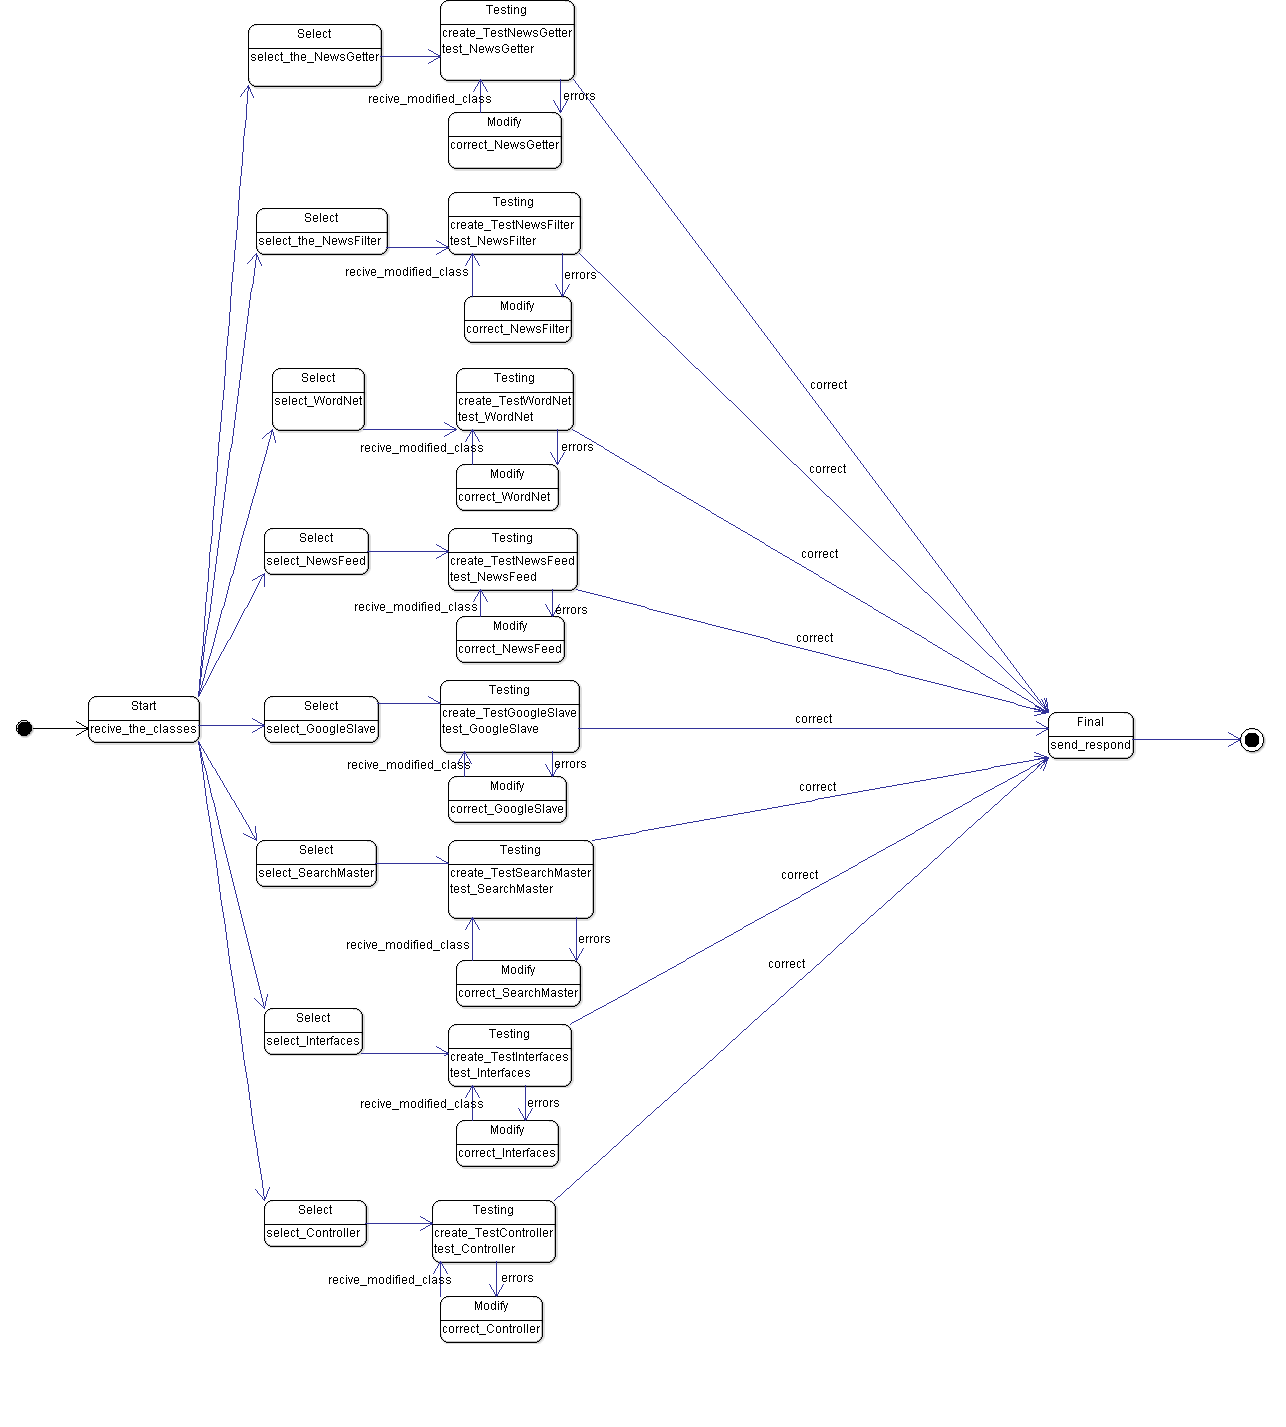 Select
select_the_NewsGetter
Testing
create_TestNewsGetter
test_NewsGetter
recive_modified_class
errors
Modify
correct_NewsGetter
Select
select_the_NewsFilter
Testing
create_TestNewsFilter
test_NewsFilter
recive_modified_class
errors
Modify
correct_NewsFilter
Select
select_WordNet
Testing
create_TestWordNet
test_WordNet
recive_modified_class
errors
Modify
correct_WordNet
Select
select_NewsFeed
Testing
create_TestNewsFeed
test_NewsFeed
recive_modified_class
errors
Modify
correct_NewsFeed
Start
recive_the_classes
Select
select_GoogleSlave
Testing
create_TestGoogleSlave
test_GoogleSlave
recive_modified_class
errors
Modify
correct_GoogleSlave
Select
select_SearchMaster
Testing
create_TestSearchMaster
test_SearchMaster
recive_modified_class
errors
Modify
correct_SearchMaster
Select
select_Interfaces
Testing
create_TestInterfaces
test_Interfaces
recive_modified_class
errors
Modify
correct_Interfaces
Select
select_Controller
Testing
create_TestController
test_Controller
recive_modified_class
errors
Modify
correct_Controller
correct
correct
correct
correct
correct
correct
correct
correct
Final
send_respond